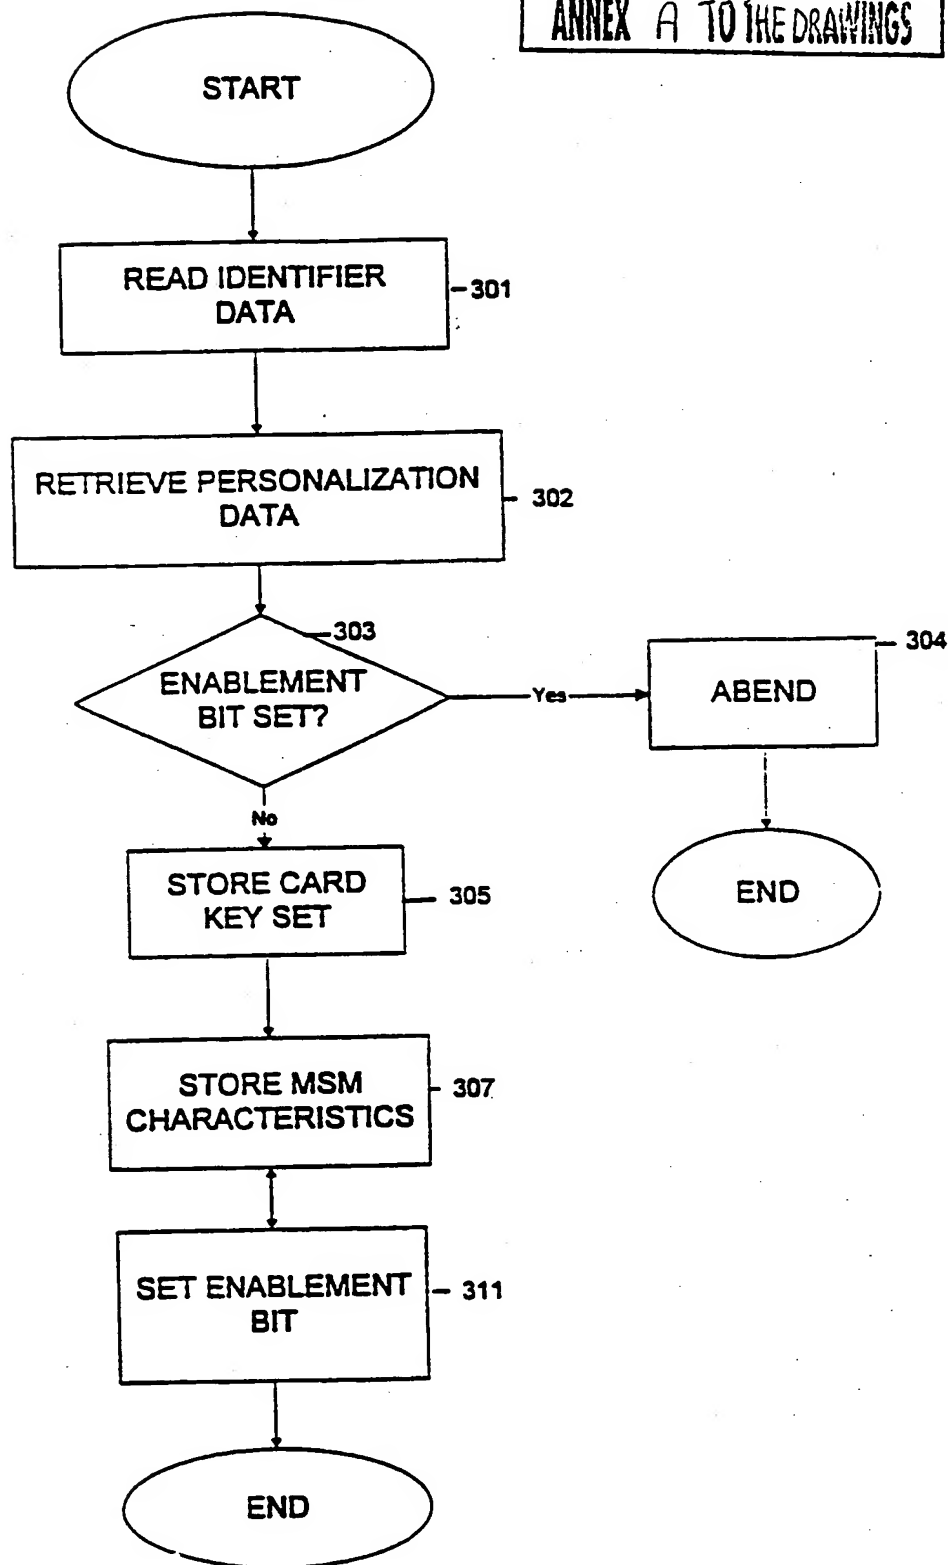 ANNEX A TO THE DRAWINGS
START
READ IDENTIFIER
DATA
301
RETRIEVE PERSONALIZATION
DATA
302
303
ENABLEMENT
BIT SET?
Yes
304
ABEND
No
END
STORE CARD
KEY SET
305
STORE MSM
CHARACTERISTICS
307
SET ENABLEMENT
BIT
311
END